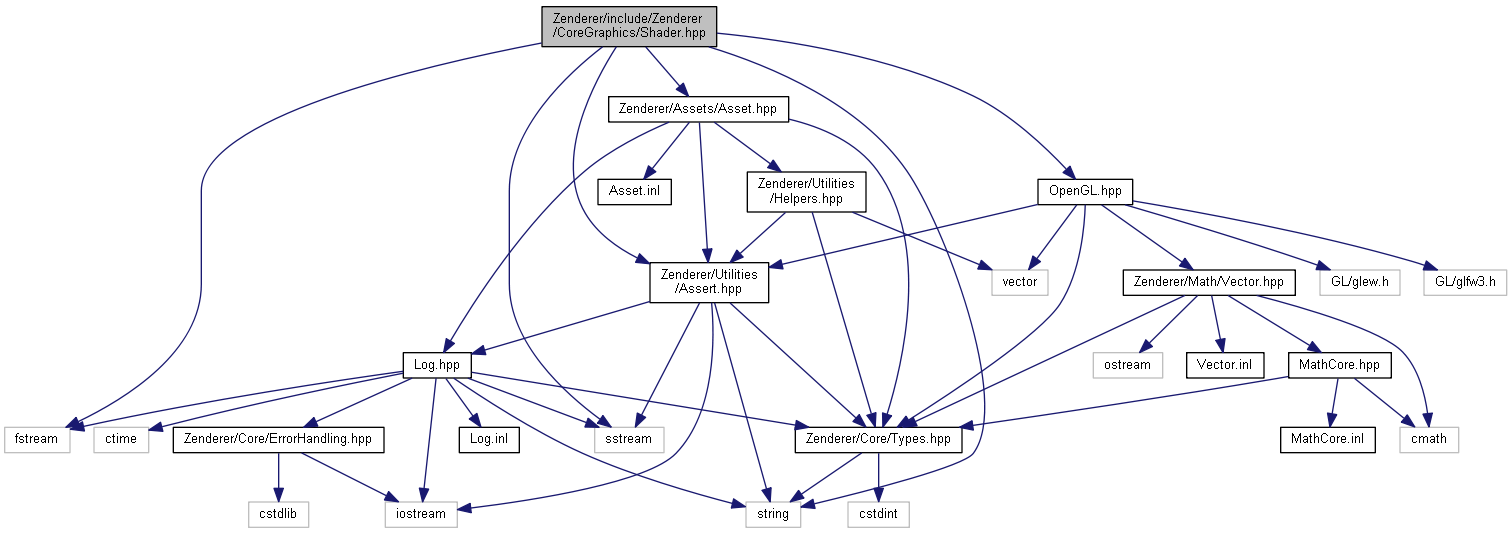 Zenderer/include/Zenderer
/CoreGraphics/Shader.hpp
Zenderer/Assets/Asset.hpp
Asset.inl
Zenderer/Utilities
/Helpers.hpp
OpenGL.hpp
Zenderer/Utilities
/Assert.hpp
vector
Zenderer/Math/Vector.hpp
GL/glew.h
GL/glfw3.h
Log.hpp
ostream
Vector.inl
MathCore.hpp
fstream
ctime
Zenderer/Core/ErrorHandling.hpp
Log.inl
sstream
Zenderer/Core/Types.hpp
MathCore.inl
cmath
cstdlib
iostream
string
cstdint